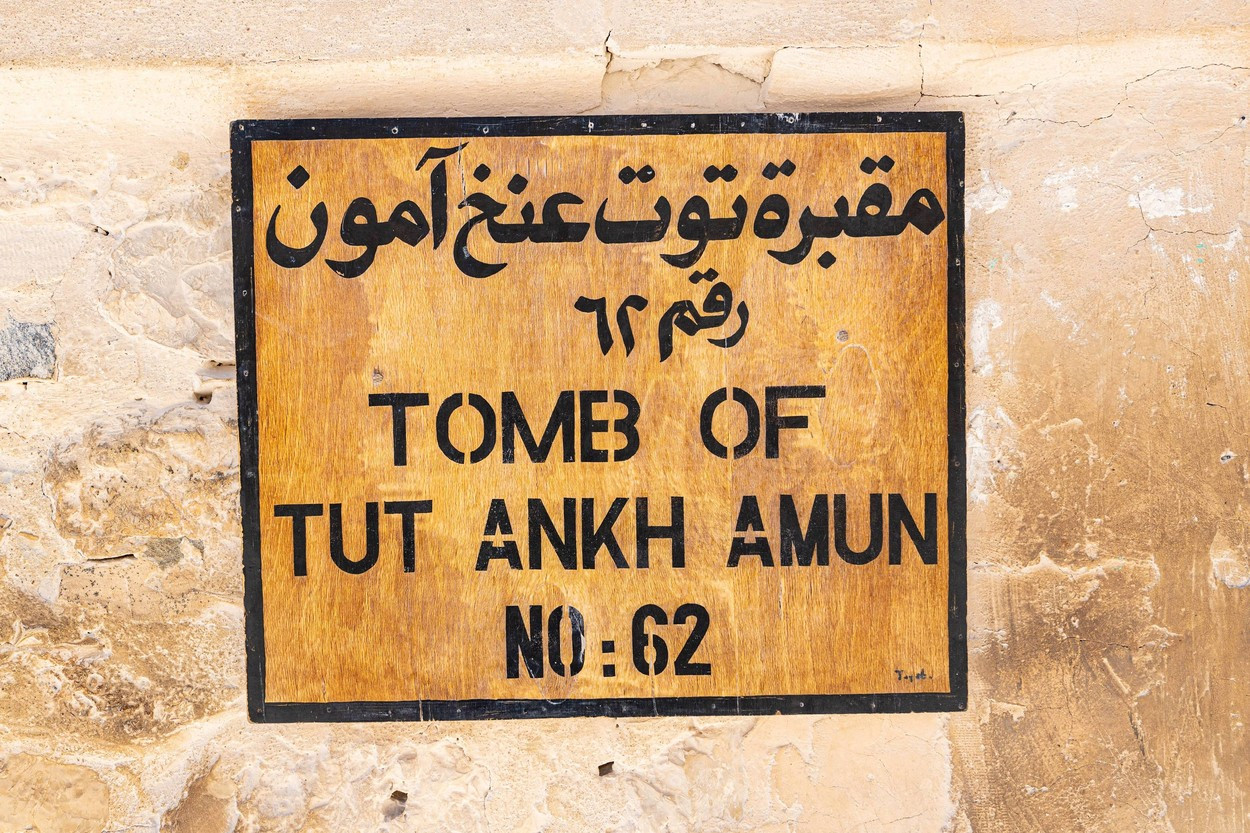 مقبرة توت عنخ آمون
رقم ٦٢
TOMB OF
TUT ANKH AMUN
NO:62